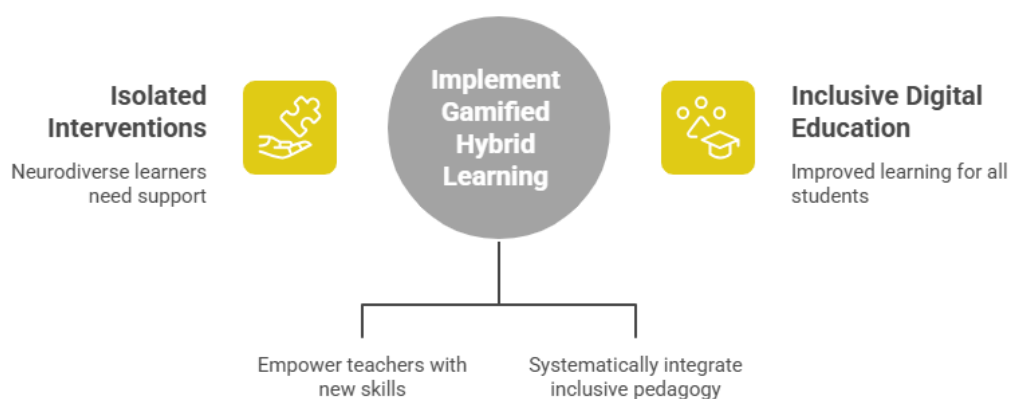 Isolated
Interventions
Neurodiverse learners
need support
Implement
Gamified
Hybrid
Learning
Inclusive Digital
Education
Improved learning for all
students
Empower teachers with
new skills
Systematically integrate
inclusive pedagogy